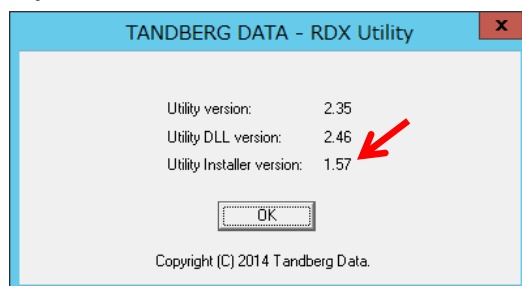 TANDBERG DATA - RDX Utility
x
Utility version: 2.35
Utility DLL version: 2.46
Utility Installer version: 1.57
OK
Copyright (C) 2014 Tandberg Data.